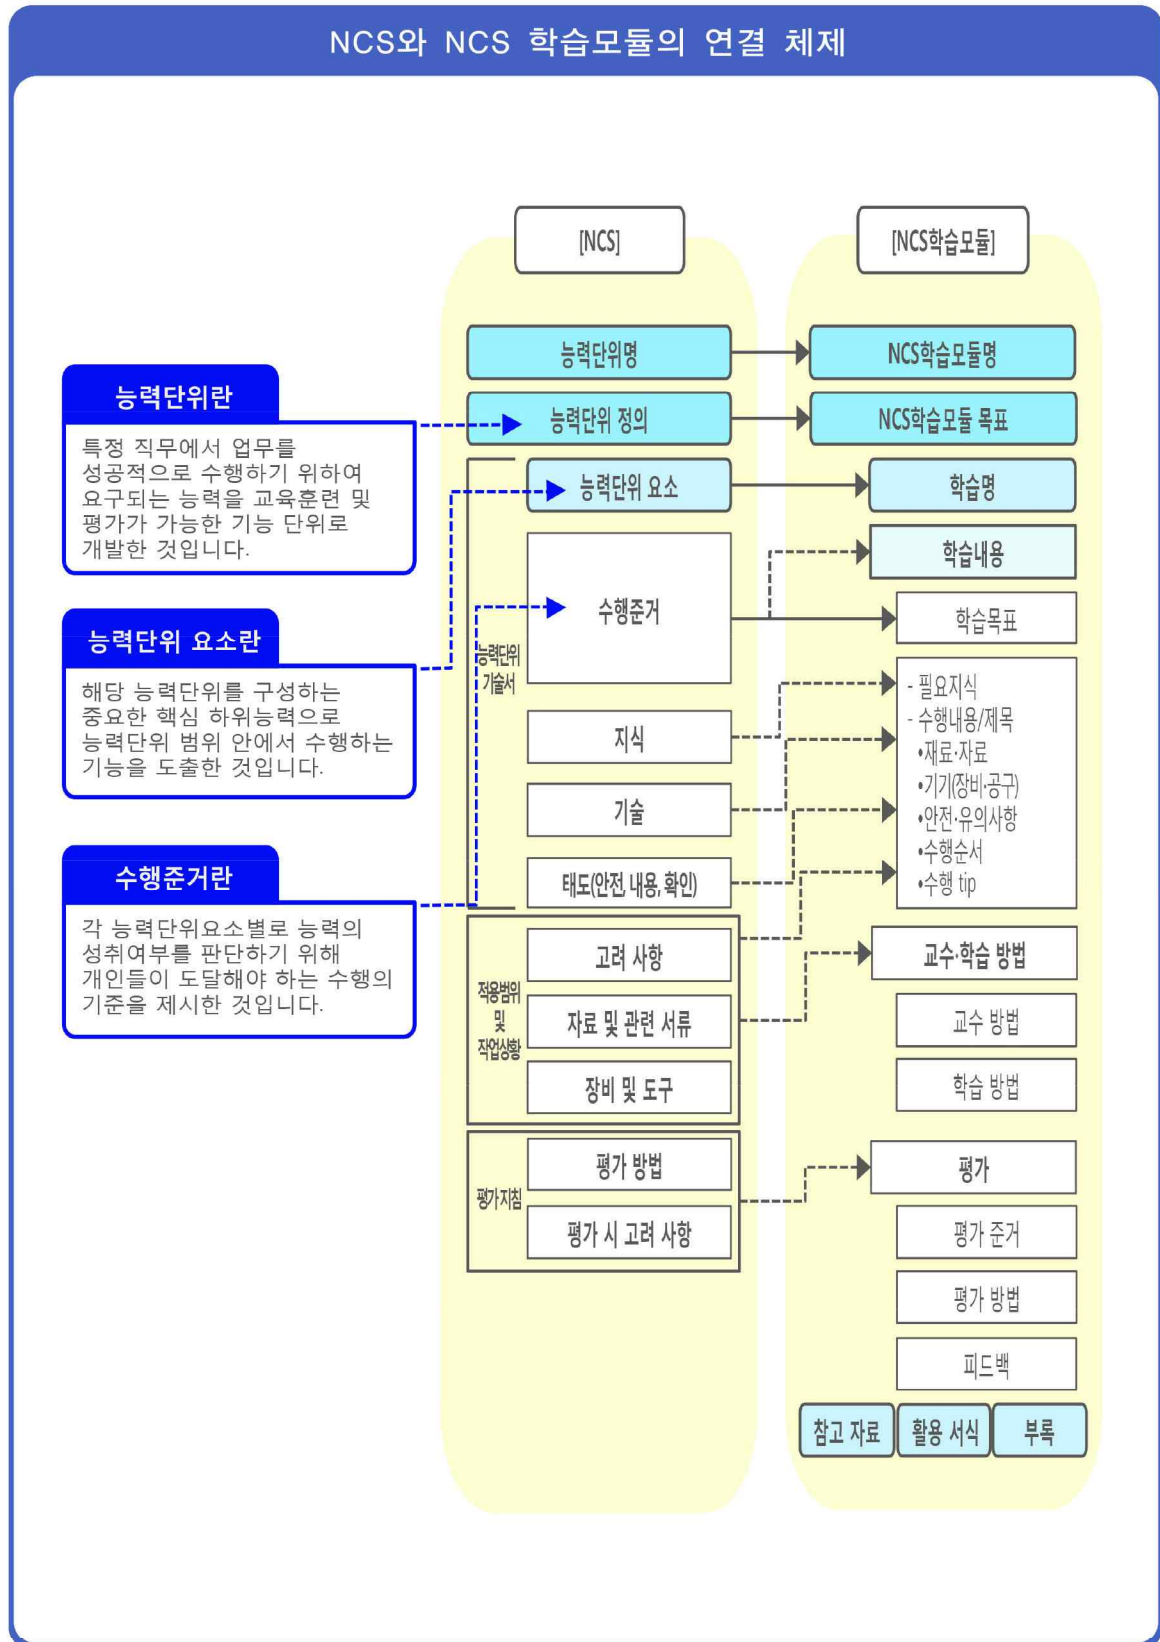 NCS와 NCS 학습모듈의 연결 체제
[NCS]
[NCS학습모듈]
능력단위명
NCS학습모듈명
능력단위 정의
NCS학습모듈 목표
능력단위란
특정 직무에서 업무를
성공적으로 수행하기 위하여
요구되는 능력을 교육훈련 및
평가가 가능한 기능 단위로
개발한 것입니다.
능력단위 요소란
해당 능력단위를 구성하는
중요한 핵심 하위능력으로
능력단위 범위 안에서 수행하는
기능을 도출한 것입니다.
수행준거란
각 능력단위요소별로 능력의
성취여부를 판단하기 위해
개인들이 도달해야 하는 수행의
기준을 제시한 것입니다.
능력단위
기술서
능력단위 요소
수행준거
지식
기술
태도(안전, 내용, 확인)
적용범위
및
작업상황
고려 사항
자료 및 관련 서류
장비 및 도구
평가지침
평가 방법
평가 시 고려 사항
학습명
학습내용
학습목표
- 필요지식
- 수행내용/제목
•재료·자료
•기기(장비·공구)
•안전·유의사항
•수행순서
•수행 tip
교수·학습 방법
교수 방법
학습 방법
평가
평가 준거
평가 방법
피드백
참고 자료
활용 서식
부록